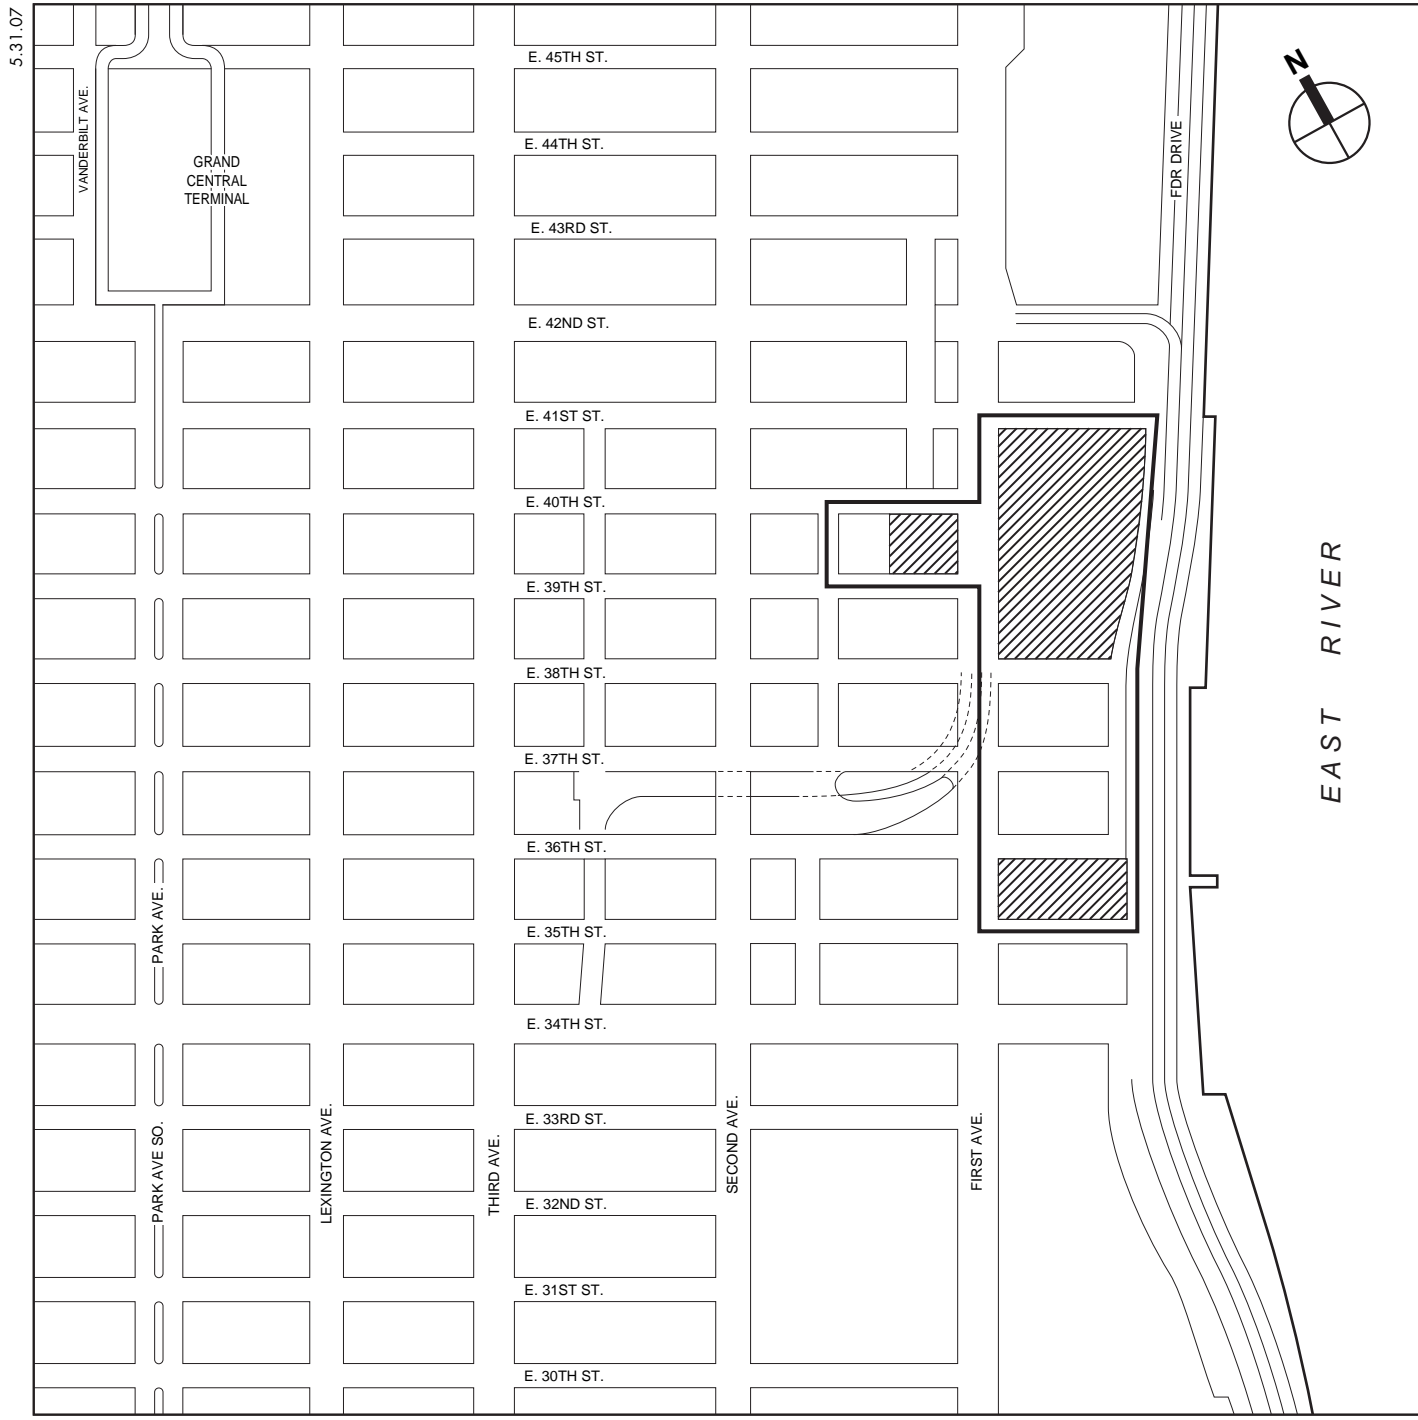 5.31.07
E. 45TH ST.
N
VANDERBILT AVE.
FDR DRIVE
E. 44TH ST.
GRAND
CENTRAL
TERMINAL
E. 43RD ST.
E. 42ND ST.
E. 41ST ST.
E. 40TH ST.
E. 39TH ST.
EAST RIVER
E. 38TH ST.
E. 37TH ST.
E. 36TH ST.
PARK AVE.
E. 35TH ST.
E. 34TH ST.
E. 33RD ST.
PARK AVE SO.
LEXINGTON AVE.
THIRD AVE.
SECOND AVE.
FIRST AVE.
E. 32ND ST.
E. 31ST ST.
E. 30TH ST.